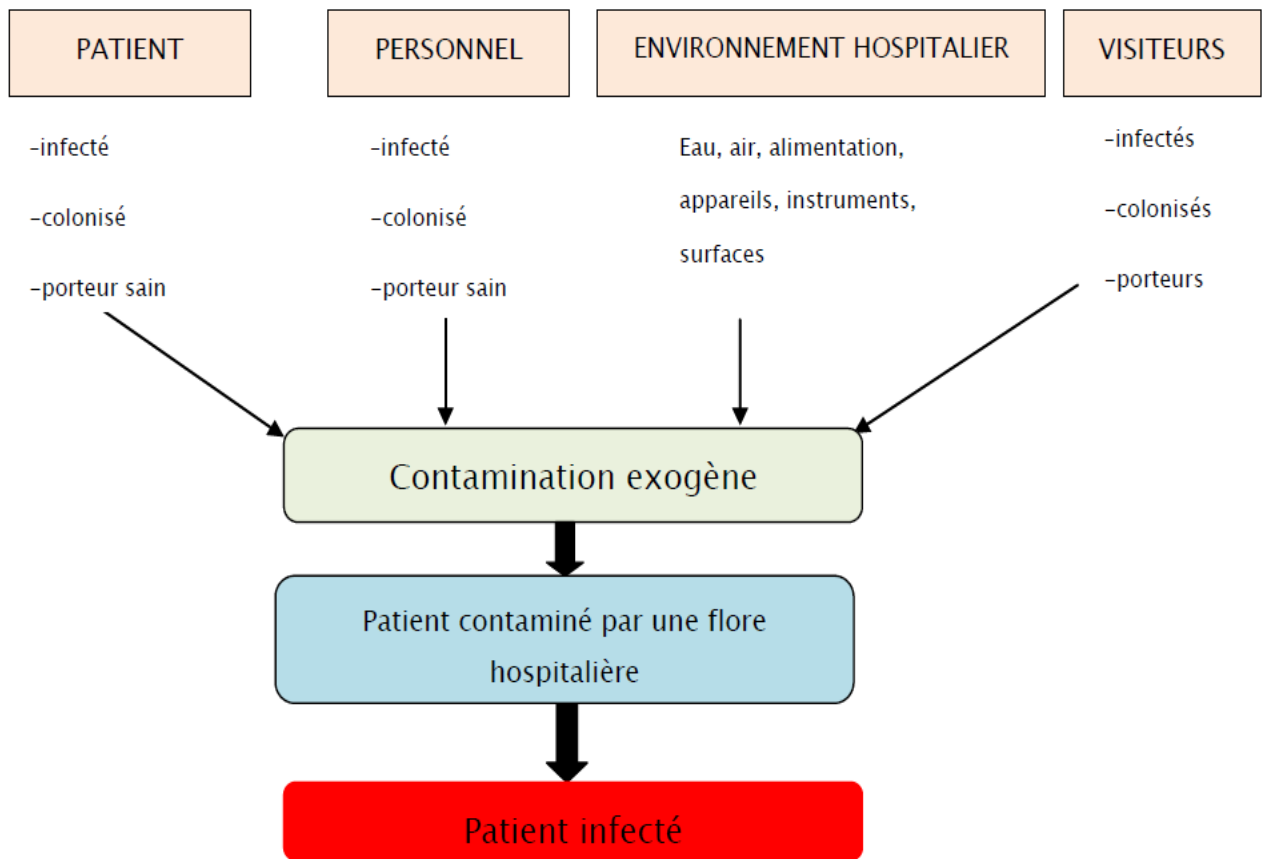 PATIENT
PERSONNEL
ENVIRONNEMENT HOSPITALIER
VISITEURS
-infecté
-colonisé
-porteur sain
-infecté
-colonisé
-porteur sain
Eau, air, alimentation,
appareils, instruments,
surfaces
-infectés
-colonisés
-porteurs
Contamination exogène
Patient contaminé par une flore
hospitalière
Patient infecté